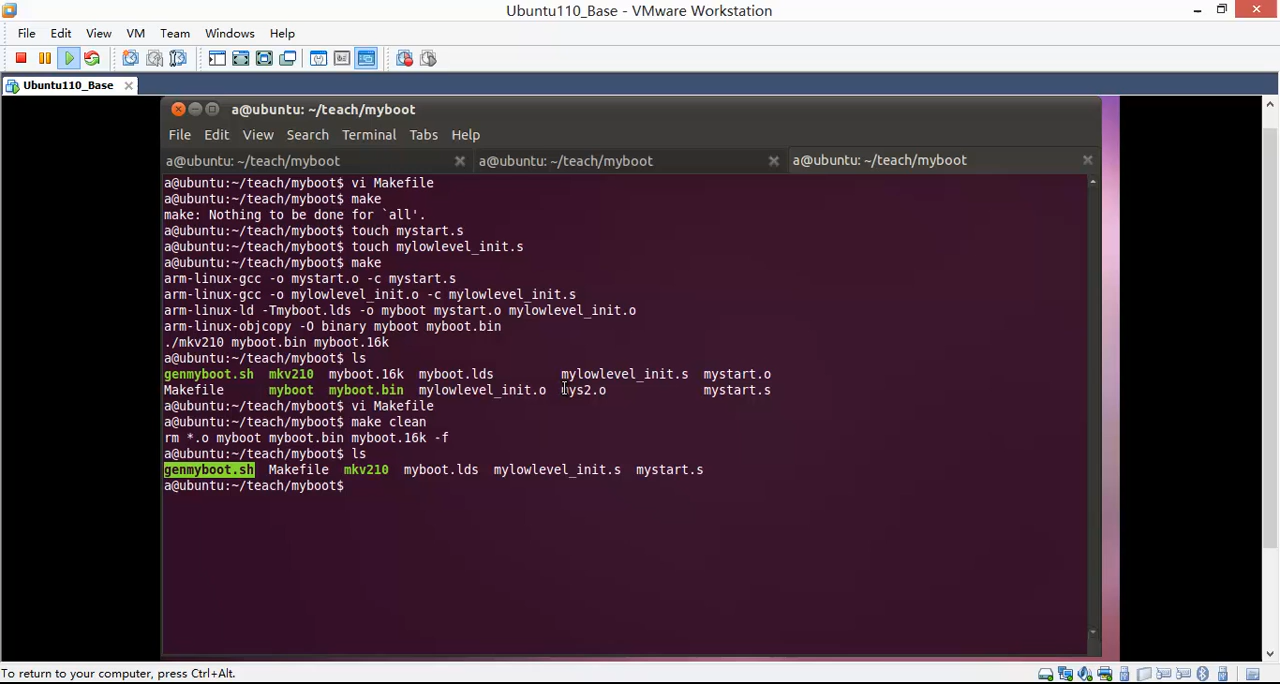 Ubuntu110_Base - VMware Workstation
File Edit View VM Team Windows Help
Ubuntu110_Base
a@ubuntu: ~/teach/myboot
File Edit View Search Terminal Tabs Help
a@ubuntu: ~/teach/myboot a@ubuntu: ~/teach/myboot a@ubuntu: ~/teach/myboot
a@ubuntu:~/teach/myboot$ vi Makefile
a@ubuntu:~/teach/myboot$ make
make: Nothing to be done for `all'.
a@ubuntu:~/teach/myboot$ touch mystart.s
a@ubuntu:~/teach/myboot$ touch mylowlevel_init.s
a@ubuntu:~/teach/myboot$ make
arm-linux-gcc -o mystart.o -c mystart.s
arm-linux-gcc -o mylowlevel_init.o -c mylowlevel_init.s
arm-linux-ld -Tmyboot.lds -o myboot mystart.o mylowlevel_init.o
arm-linux-objcopy -O binary myboot myboot.bin
./mkv210 myboot.bin myboot.16k
a@ubuntu:~/teach/myboot$ ls
genmyboot.sh mkv210 myboot.16k myboot.lds mylowlevel_init.s mystart.o
Makefile myboot myboot.bin mylowlevel_init.o mys2.o mystart.s
a@ubuntu:~/teach/myboot$ vi Makefile
a@ubuntu:~/teach/myboot$ make clean
rm *.o myboot myboot.bin myboot.16k -f
a@ubuntu:~/teach/myboot$ ls
genmyboot.sh Makefile mkv210 myboot.lds mylowlevel_init.s mystart.s
a@ubuntu:~/teach/myboot$
To return to your computer, press Ctrl+Alt.